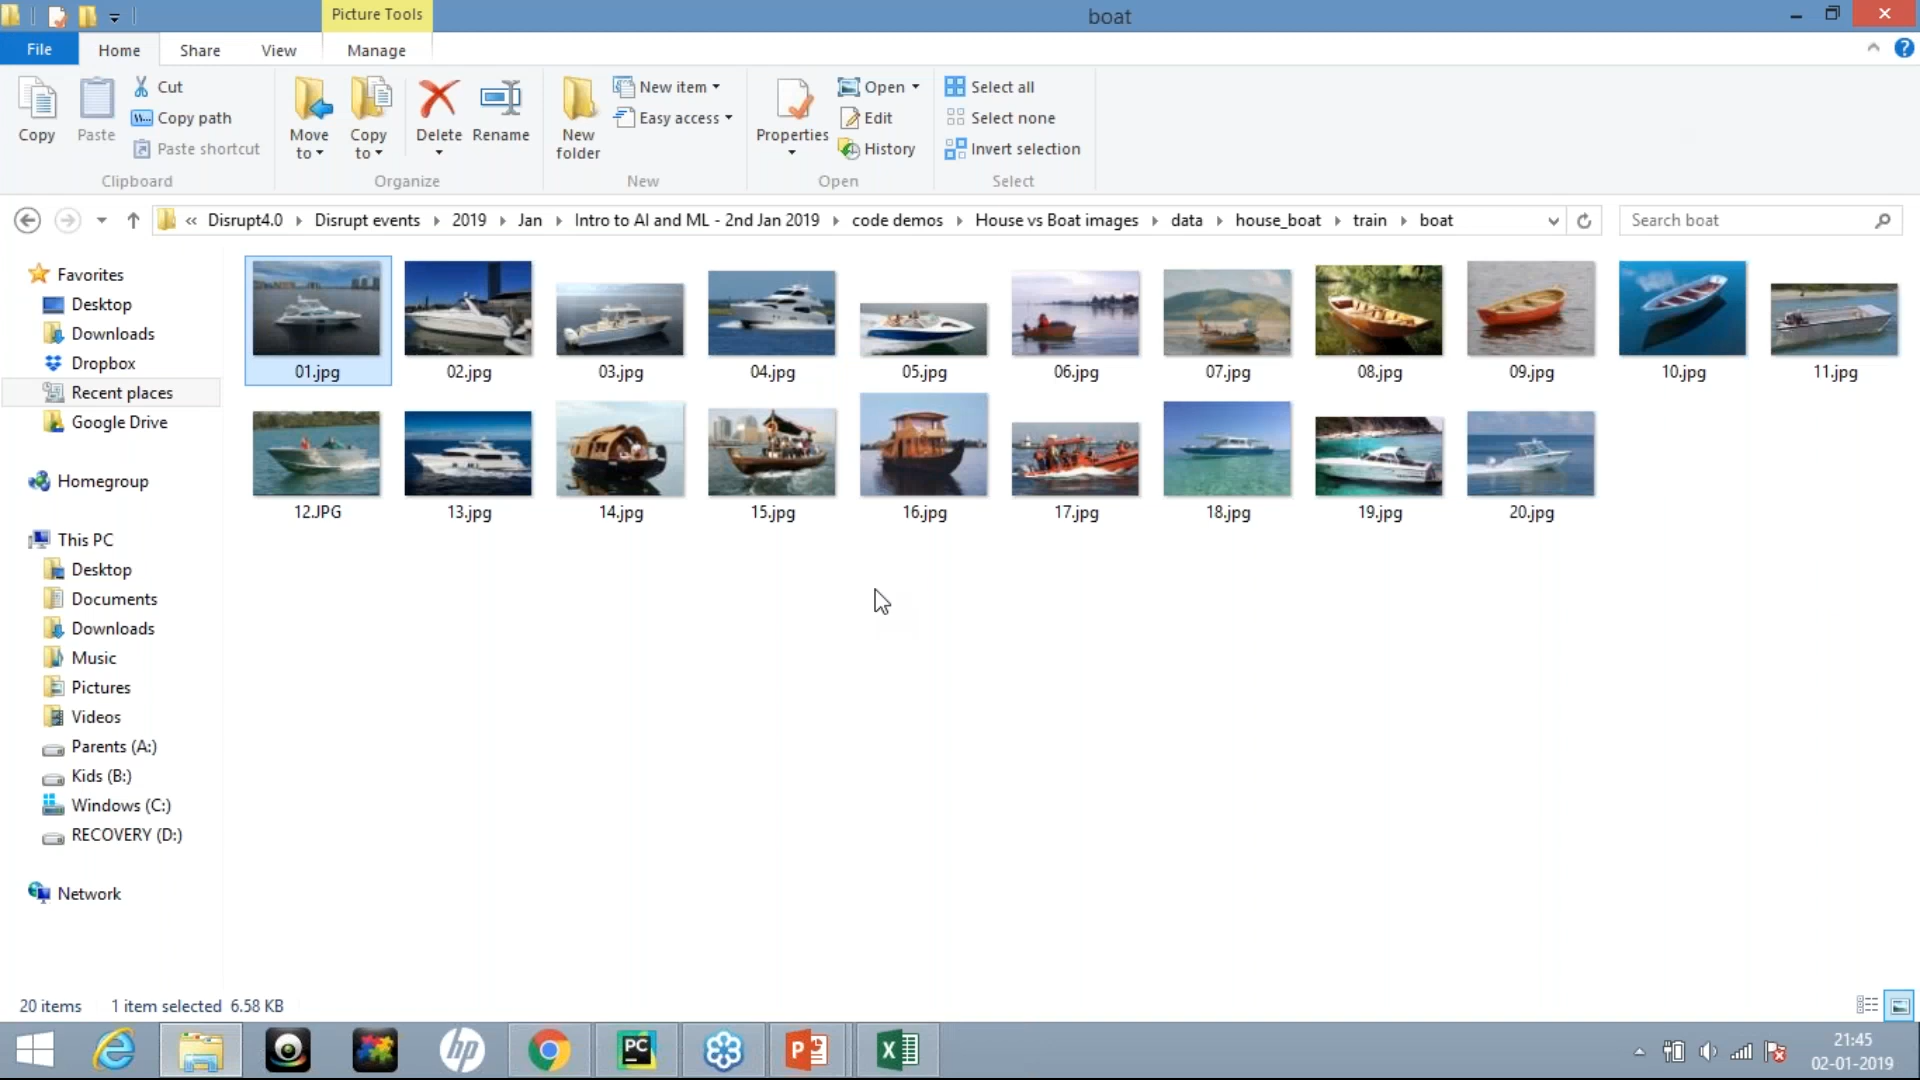 Picture Tools
boat
File
Home
Share
View
Manage
Copy
Paste
Cut
Copy path
Paste shortcut
Clipboard
Move to
Copy to
Delete
Rename
Organize
New folder
New item
Easy access
New
Properties
Open
Edit
History
Open
Select all
Select none
Invert selection
Select
« Disrupt4.0 Disrupt events 2019 Jan Intro to AI and ML - 2nd Jan 2019 code demos House vs Boat images data house_boat train boat
Search boat
Favorites
Desktop
Downloads
Dropbox
Recent places
Google Drive
Homegroup
This PC
Desktop
Documents
Downloads
Music
Pictures
Videos
Parents (A:)
Kids (B:)
Windows (C:)
RECOVERY (D:)
Network
01.jpg 02.jpg 03.jpg 04.jpg 05.jpg 06.jpg 07.jpg 08.jpg 09.jpg 10.jpg 11.jpg
12.JPG 13.jpg 14.jpg 15.jpg 16.jpg 17.jpg 18.jpg 19.jpg 20.jpg
20 items 1 item selected 6.58 KB
hp
PC
P
X
21:45
02-01-2019